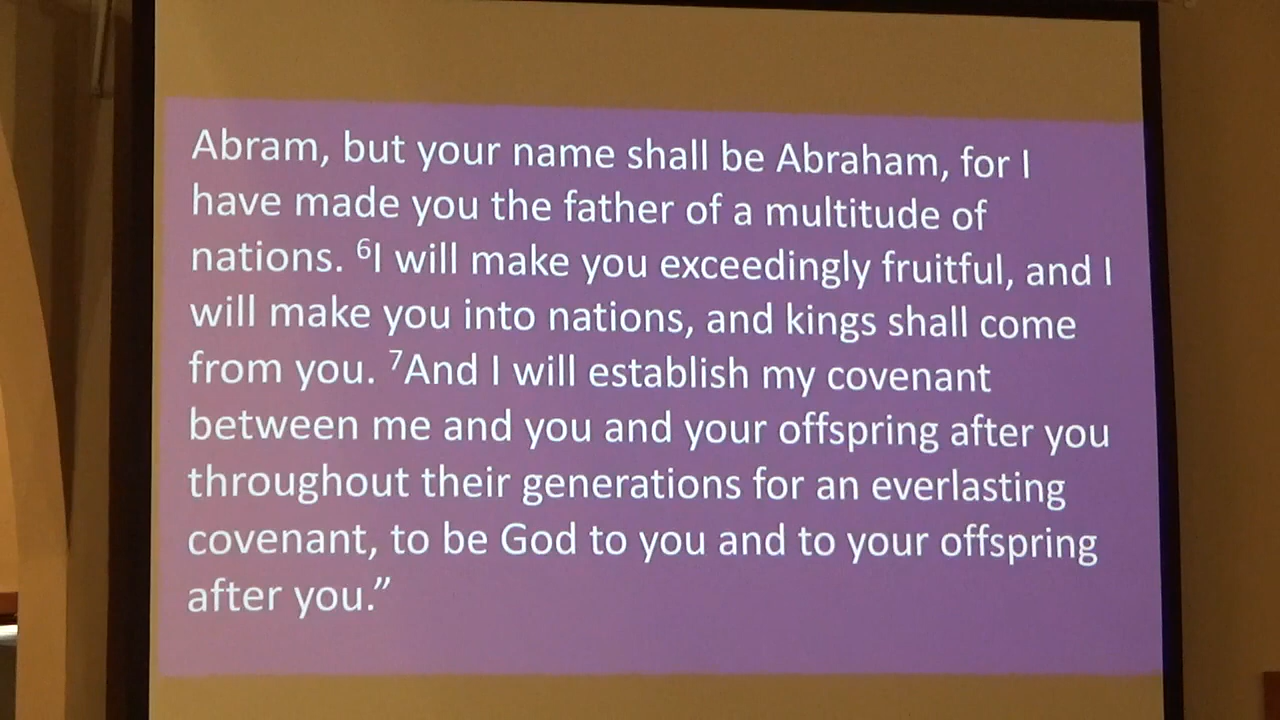 Abram, but your name shall be Abraham, for I
have made you the father of a multitude of
nations. ⁶I will make you exceedingly fruitful, and I
will make you into nations, and kings shall come
from you. ⁷And I will establish my covenant
between me and you and your offspring after you
throughout their generations for an everlasting
covenant, to be God to you and to your offspring
after you.”